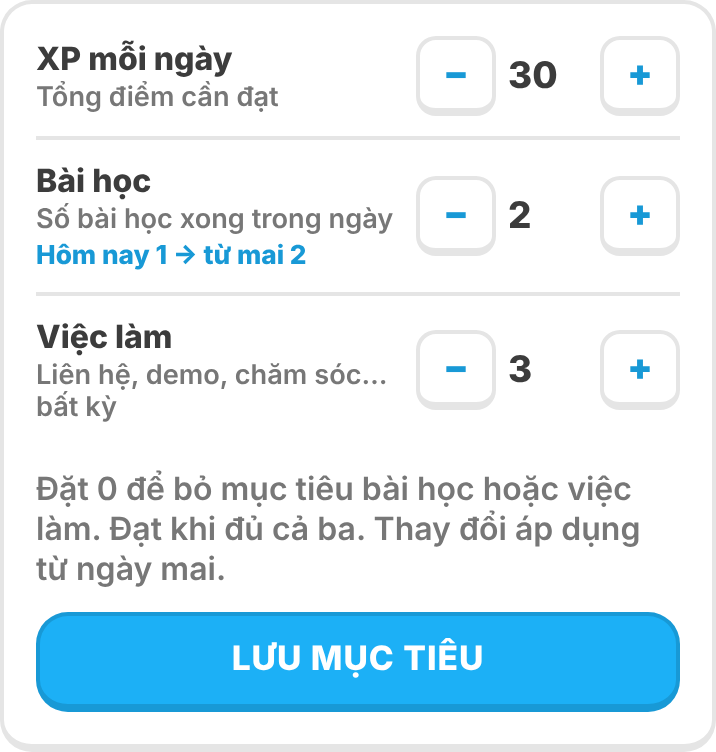 XP mỗi ngày
Tổng điểm cần đạt
− 30 +
Bài học
Số bài học xong trong ngày
Hôm nay 1 → từ mai 2
− 2 +
Việc làm
Liên hệ, demo, chăm sóc...
bất kỳ
− 3 +
Đặt 0 để bỏ mục tiêu bài học hoặc việc
làm. Đạt khi đủ cả ba. Thay đổi áp dụng
từ ngày mai.
LƯU MỤC TIÊU